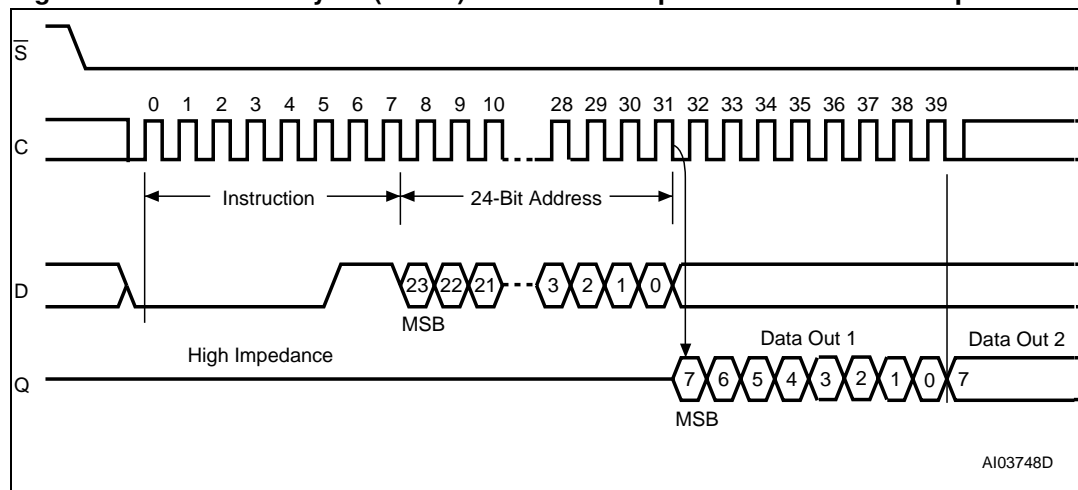 S
0 1 2 3 4 5 6 7 8 9 10 28 29 30 31 32 33 34 35 36 37 38 39
C
Instruction 24-Bit Address
D 23 22 21 3 2 1 0
MSB
High Impedance Data Out 1 Data Out 2
Q 7 6 5 4 3 2 1 0 7
MSB
AI03748D